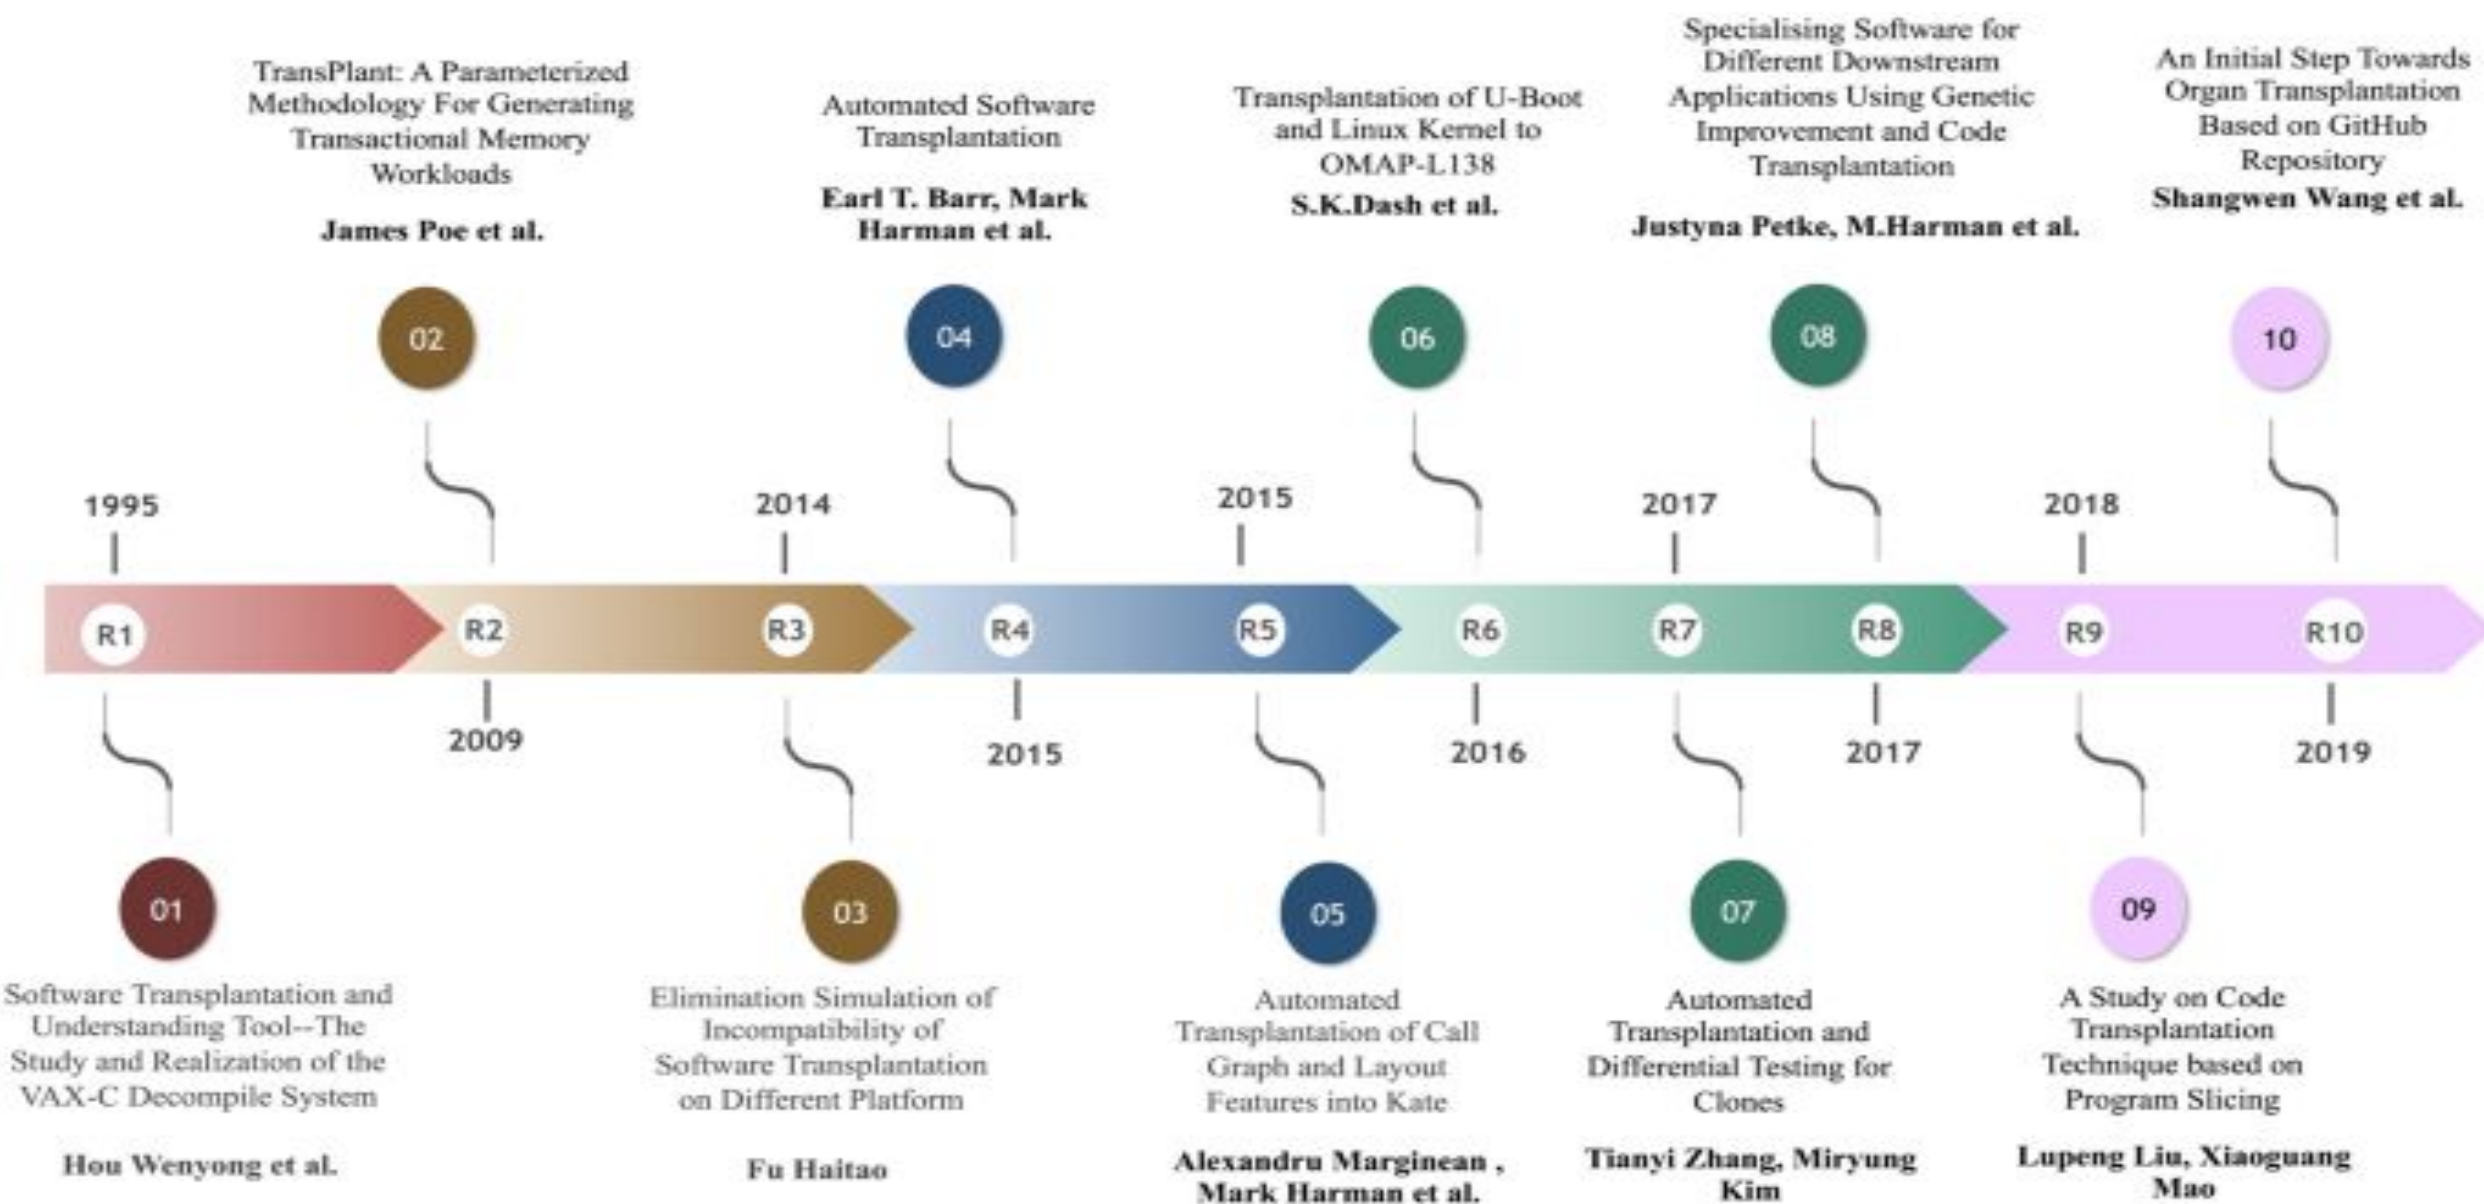 TransPlant: A Parameterized
Methodology For Generating
Transactional Memory
Workloads
James Poe et al.
02
Automated Software
Transplantation
Earl T. Barr, Mark
Harman et al.
04
Transplantation of U-Boot
and Linux Kernel to
OMAP-L138
S.K.Dash et al.
06
Specialising Software for
Different Downstream
Applications Using Genetic
Improvement and Code
Transplantation
Justyna Petke, M.Harman et al.
08
An Initial Step Towards
Organ Transplantation
Based on GitHub
Repository
Shangwen Wang et al.
10
1995
2014
2015
2017
2018
R1
R2
R3
R4
R5
R6
R7
R8
R9
R10
2009
2015
2016
2017
2019
01
Software Transplantation and
Understanding Tool--The
Study and Realization of the
VAX-C Decompile System
Hou Wenyong et al.
03
Elimination Simulation of
Incompatibility of
Software Transplantation
on Different Platform
Fu Haitao
05
Automated
Transplantation of Call
Graph and Layout
Features into Kate
Alexandru Marginean ,
Mark Harman et al.
07
Automated
Transplantation and
Differential Testing for
Clones
Tianyi Zhang, Miryung
Kim
09
A Study on Code
Transplantation
Technique based on
Program Slicing
Lupeng Liu, Xiaoguang
Mao